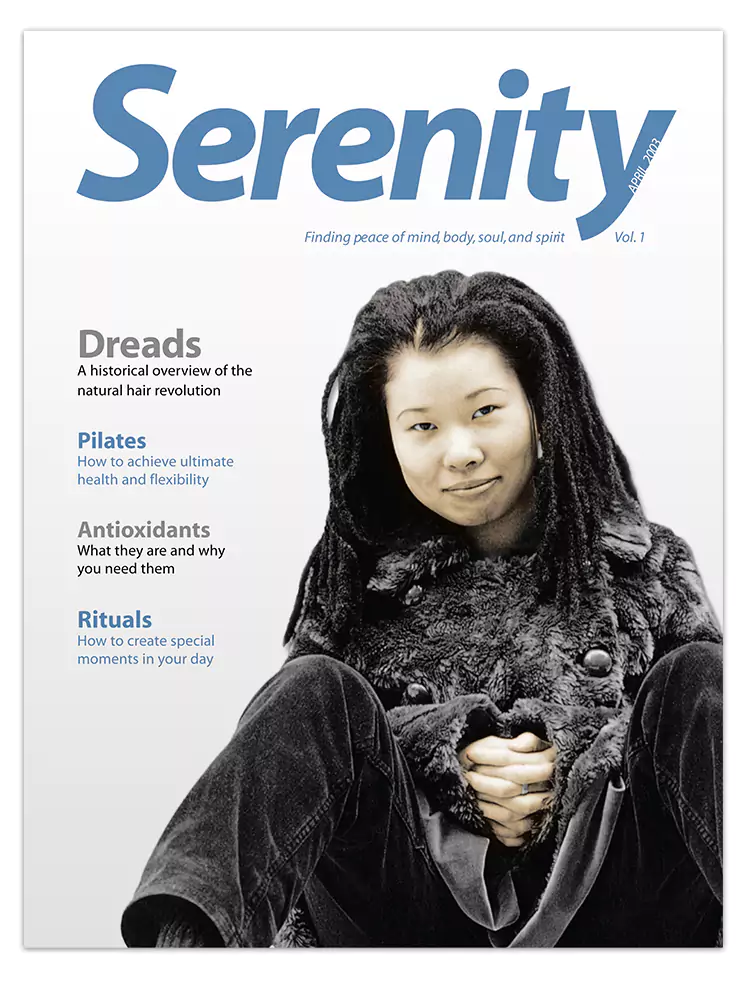 Serenity
APRIL 2003
Finding peace of mind, body, soul, and spirit
Vol. 1
Dreads
A historical overview of the
natural hair revolution
Pilates
How to achieve ultimate
health and flexibility
Antioxidants
What they are and why
you need them
Rituals
How to create special
moments in your day